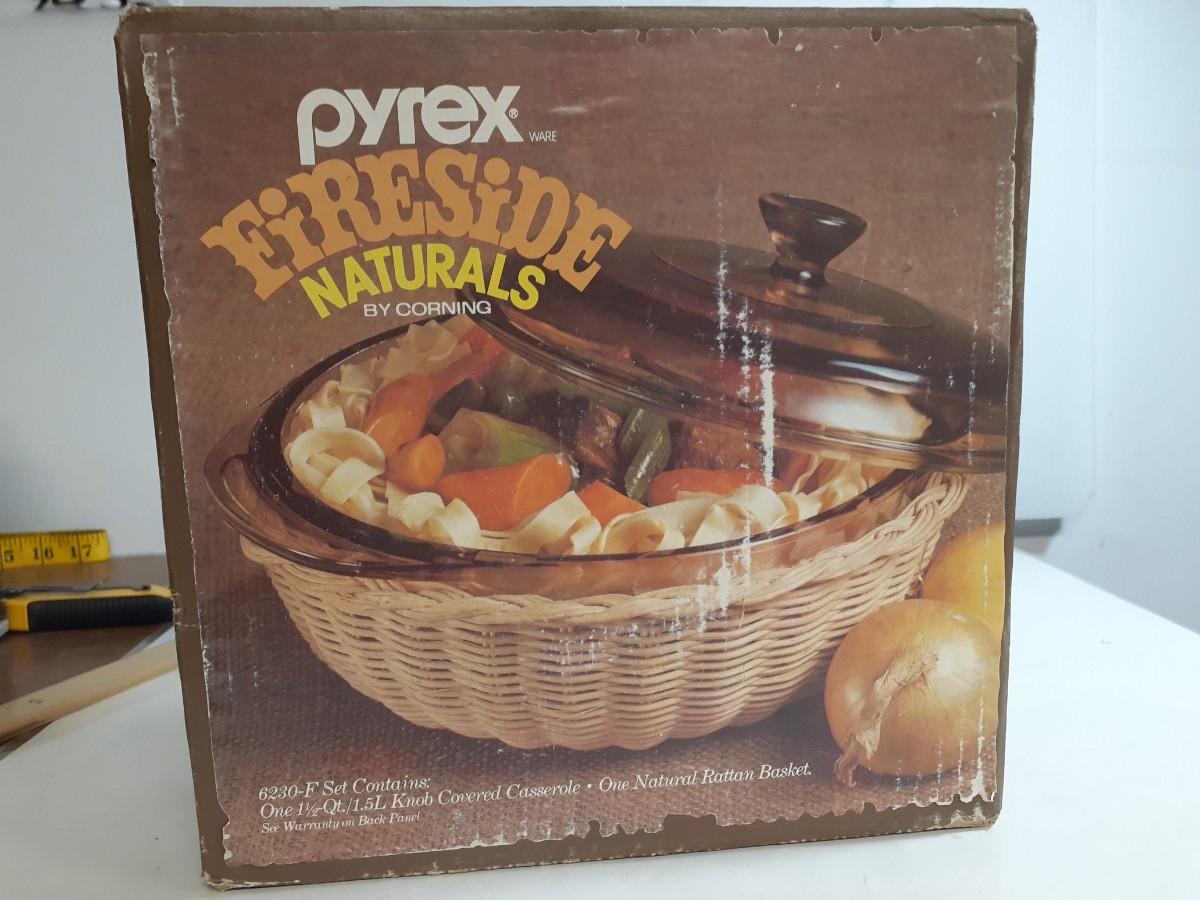 pyrex®
WARE
FiRESiDE
NATURALS
BY CORNING
6230-F Set Contains:
One 1½-Qt./1.5L Knob Covered Casserole • One Natural Rattan Basket.
See Warranty on Back Panel
5 16 17